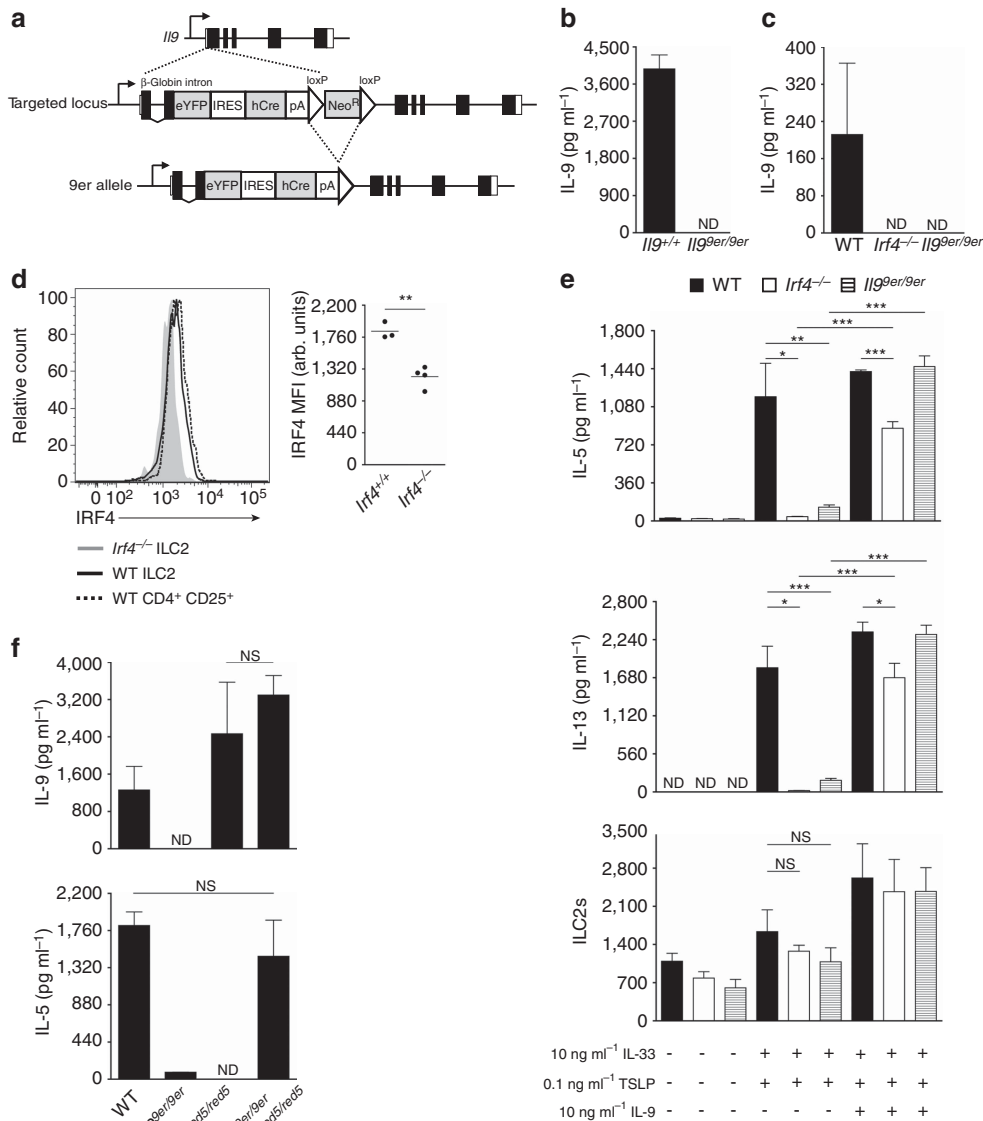 a
Il9
β-Globin intron
loxP loxP
Targeted locus
eYFP IRES hCre pA Neo^R
9er allele
eYFP IRES hCre pA
b
IL-9 (pg ml⁻¹)
4,500
3,600
2,700
1,800
900
0
ND
Il9⁺/⁺ Il9⁹ᵉʳ/⁹ᵉʳ
c
IL-9 (pg ml⁻¹)
400
320
240
160
80
0
ND ND
WT Irf4⁻/⁻ Il9⁹ᵉʳ/⁹ᵉʳ
d
Relative count
100
80
60
40
20
0
0 10² 10³ 10⁴ 10⁵
IRF4
Irf4⁻/⁻ ILC2
WT ILC2
WT CD4⁺ CD25⁺
IRF4 MFI (arb. units)
2,200
1,760
1,320
880
440
0
**
Irf4⁺/⁺ Irf4⁻/⁻
e
WT Irf4⁻/⁻ Il9⁹ᵉʳ/⁹ᵉʳ
IL-5 (pg ml⁻¹)
1,800
1,440
1,080
720
360
0
***
***
**
* ***
IL-13 (pg ml⁻¹)
2,800
2,240
1,680
1,120
560
0
***
***
***
* *
ND ND ND
ILC2s
3,500
2,800
2,100
1,400
700
0
NS
NS
10 ng ml⁻¹ IL-33 - - - + + + + + +
0.1 ng ml⁻¹ TSLP - - - + + + + + +
10 ng ml⁻¹ IL-9 - - - - - - + + +
f
IL-9 (pg ml⁻¹)
4,000
3,200
2,400
1,600
800
0
NS
ND
IL-5 (pg ml⁻¹)
2,200
1,760
1,320
880
440
0
NS
ND
WT 9er/9er red5/red5